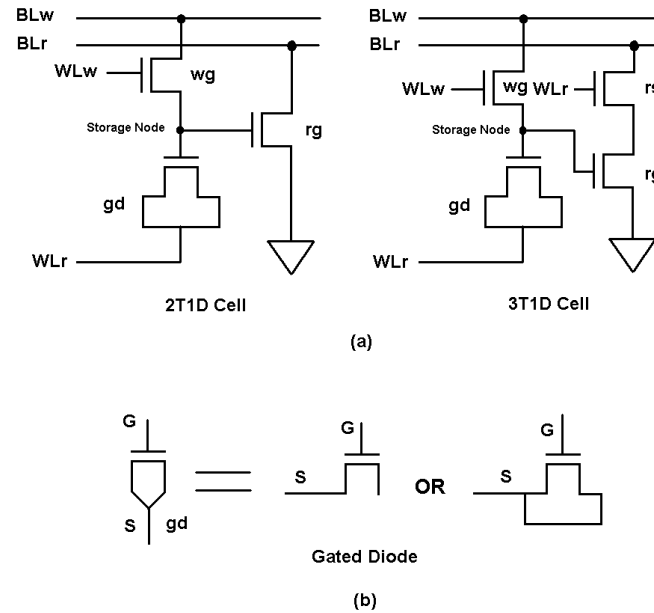 BLw
BLr
WLw
wg
Storage Node
rg
gd
WLr
2T1D Cell
BLw
BLr
WLw
wg
WLr
Storage Node
gd
WLr
3T1D Cell
(a)
G
S
gd
G
S
OR
G
S
Gated Diode
(b)